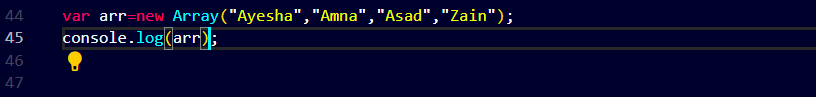 44 var arr=new Array("Ayesha","Amna","Asad","Zain");
45 console.log(arr);
46
47